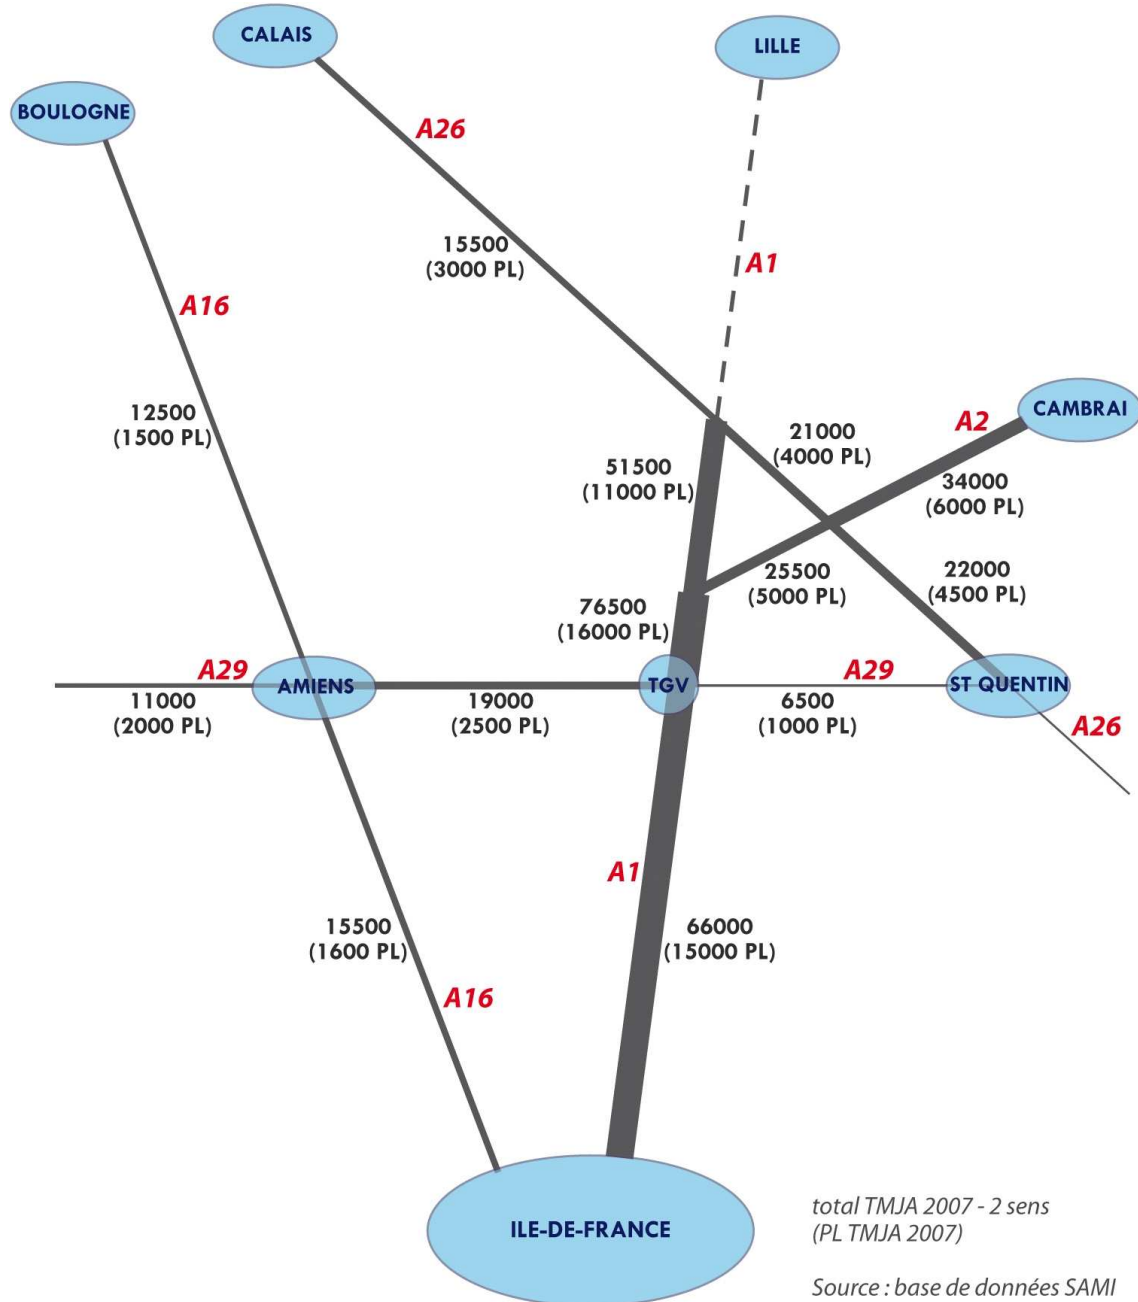 CALAIS
LILLE
BOULOGNE
A26
15500
(3000 PL)
A1
A16
12500
(1500 PL)
CAMBRAI
A2
21000
(4000 PL)
51500
(11000 PL)
34000
(6000 PL)
25500
(5000 PL)
22000
(4500 PL)
76500
(16000 PL)
A29
AMIENS
TGV
A29
ST QUENTIN
11000
(2000 PL)
19000
(2500 PL)
6500
(1000 PL)
A26
A1
15500
(1600 PL)
66000
(15000 PL)
A16
ILE-DE-FRANCE
total TMJA 2007 - 2 sens
(PL TMJA 2007)
Source : base de données SAMI